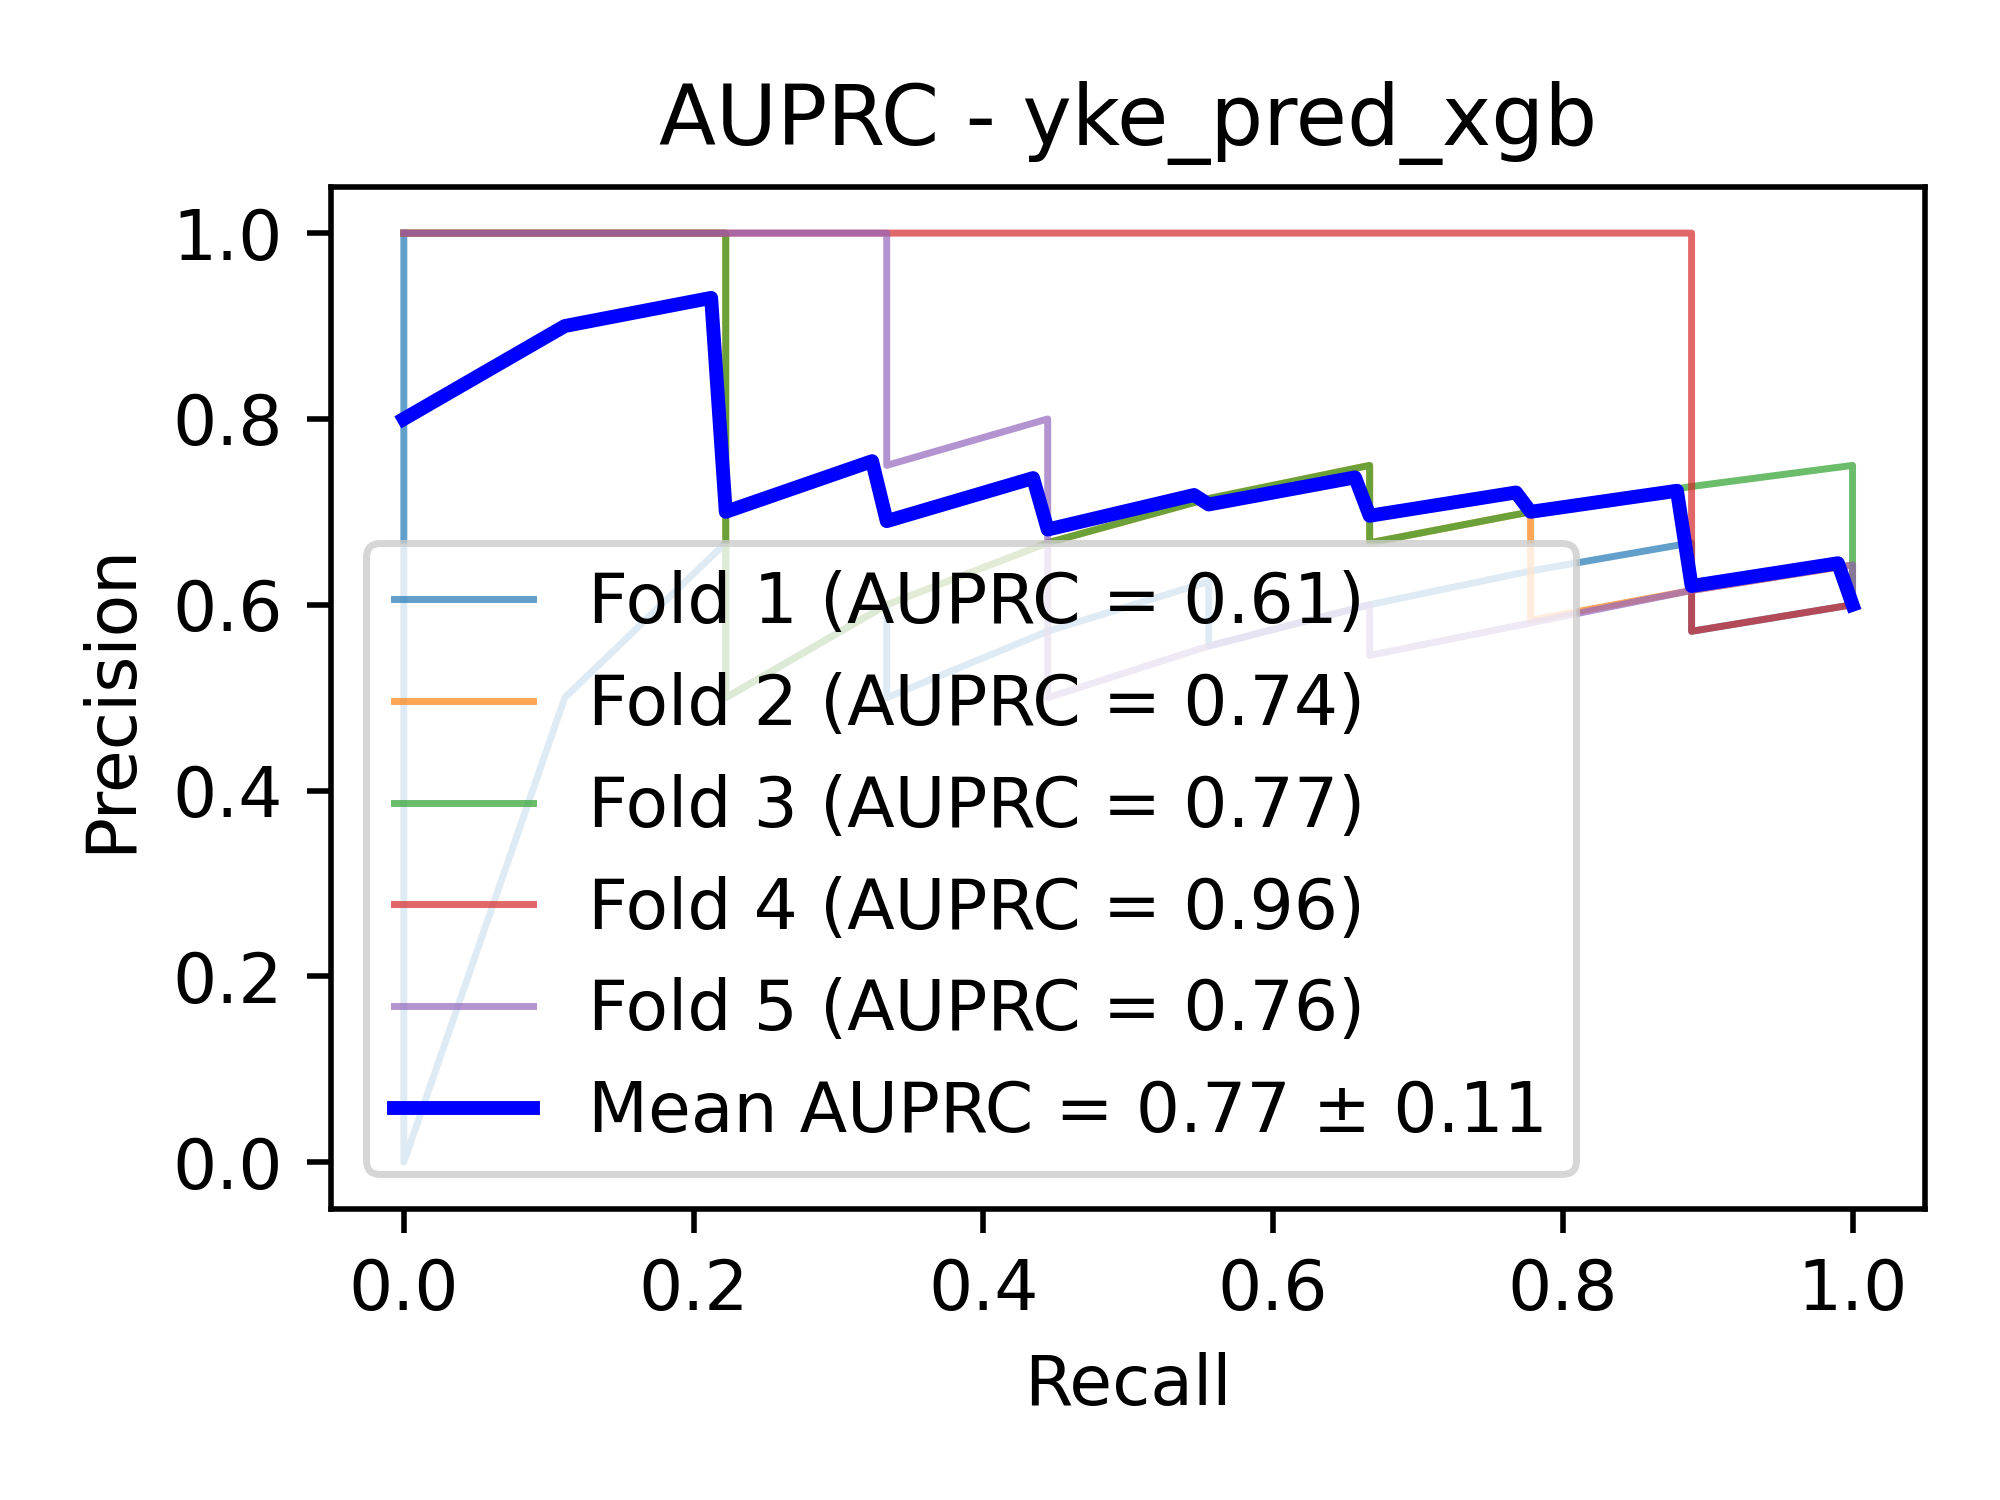 AUPRC - yke_pred_xgb
1.0
0.8
0.6
0.4
0.2
0.0
Precision
Fold 1 (AUPRC = 0.61)
Fold 2 (AUPRC = 0.74)
Fold 3 (AUPRC = 0.77)
Fold 4 (AUPRC = 0.96)
Fold 5 (AUPRC = 0.76)
Mean AUPRC = 0.77 ± 0.11
0.0 0.2 0.4 0.6 0.8 1.0
Recall